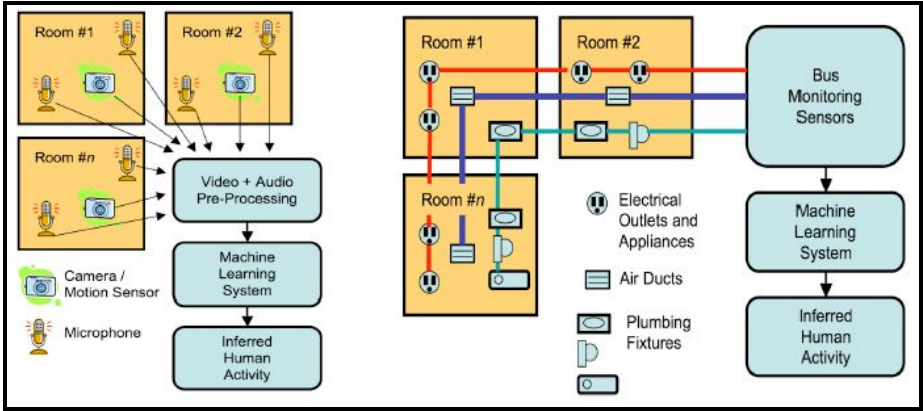 Room #1
Room #2
Room #n
Video + Audio
Pre-Processing
Machine
Learning
System
Inferred
Human
Activity
Camera /
Motion Sensor
Microphone
Room #1
Room #2
Room #n
Bus
Monitoring
Sensors
Machine
Learning
System
Inferred
Human
Activity
Electrical
Outlets and
Appliances
Air Ducts
Plumbing
Fixtures